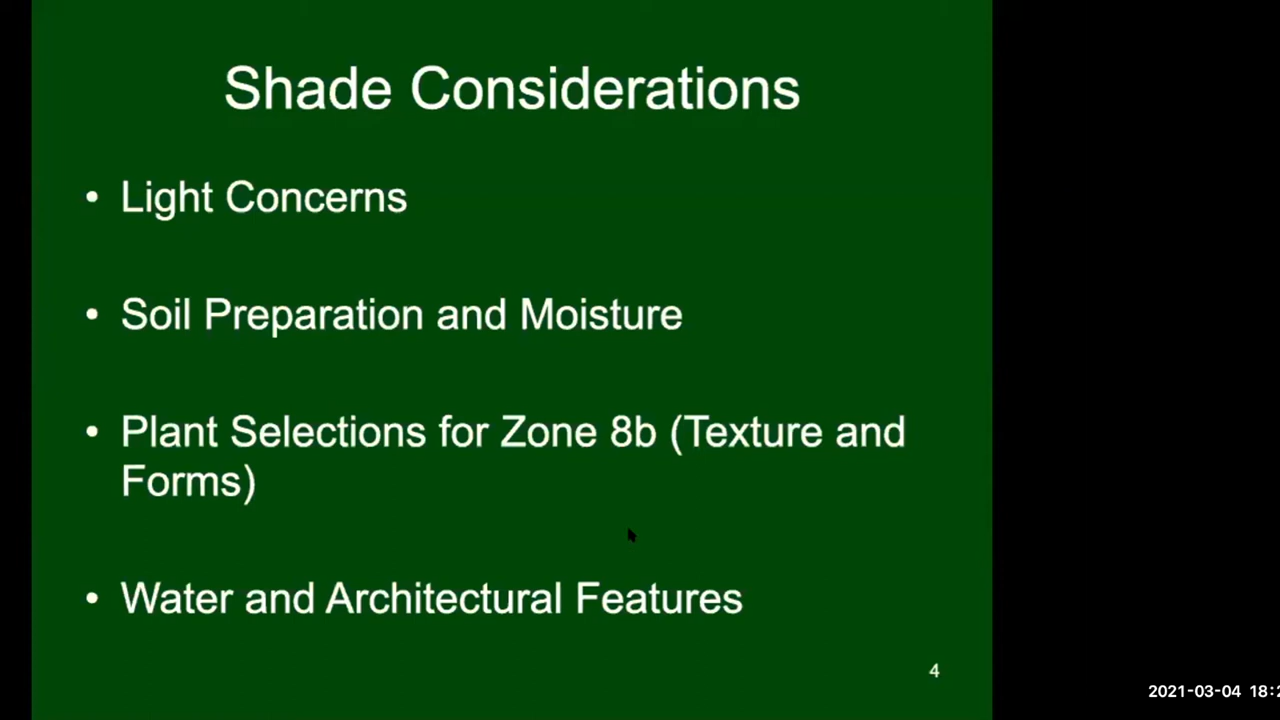 Shade Considerations
• Light Concerns
• Soil Preparation and Moisture
• Plant Selections for Zone 8b (Texture and
Forms)
• Water and Architectural Features
4
2021-03-04 18:2